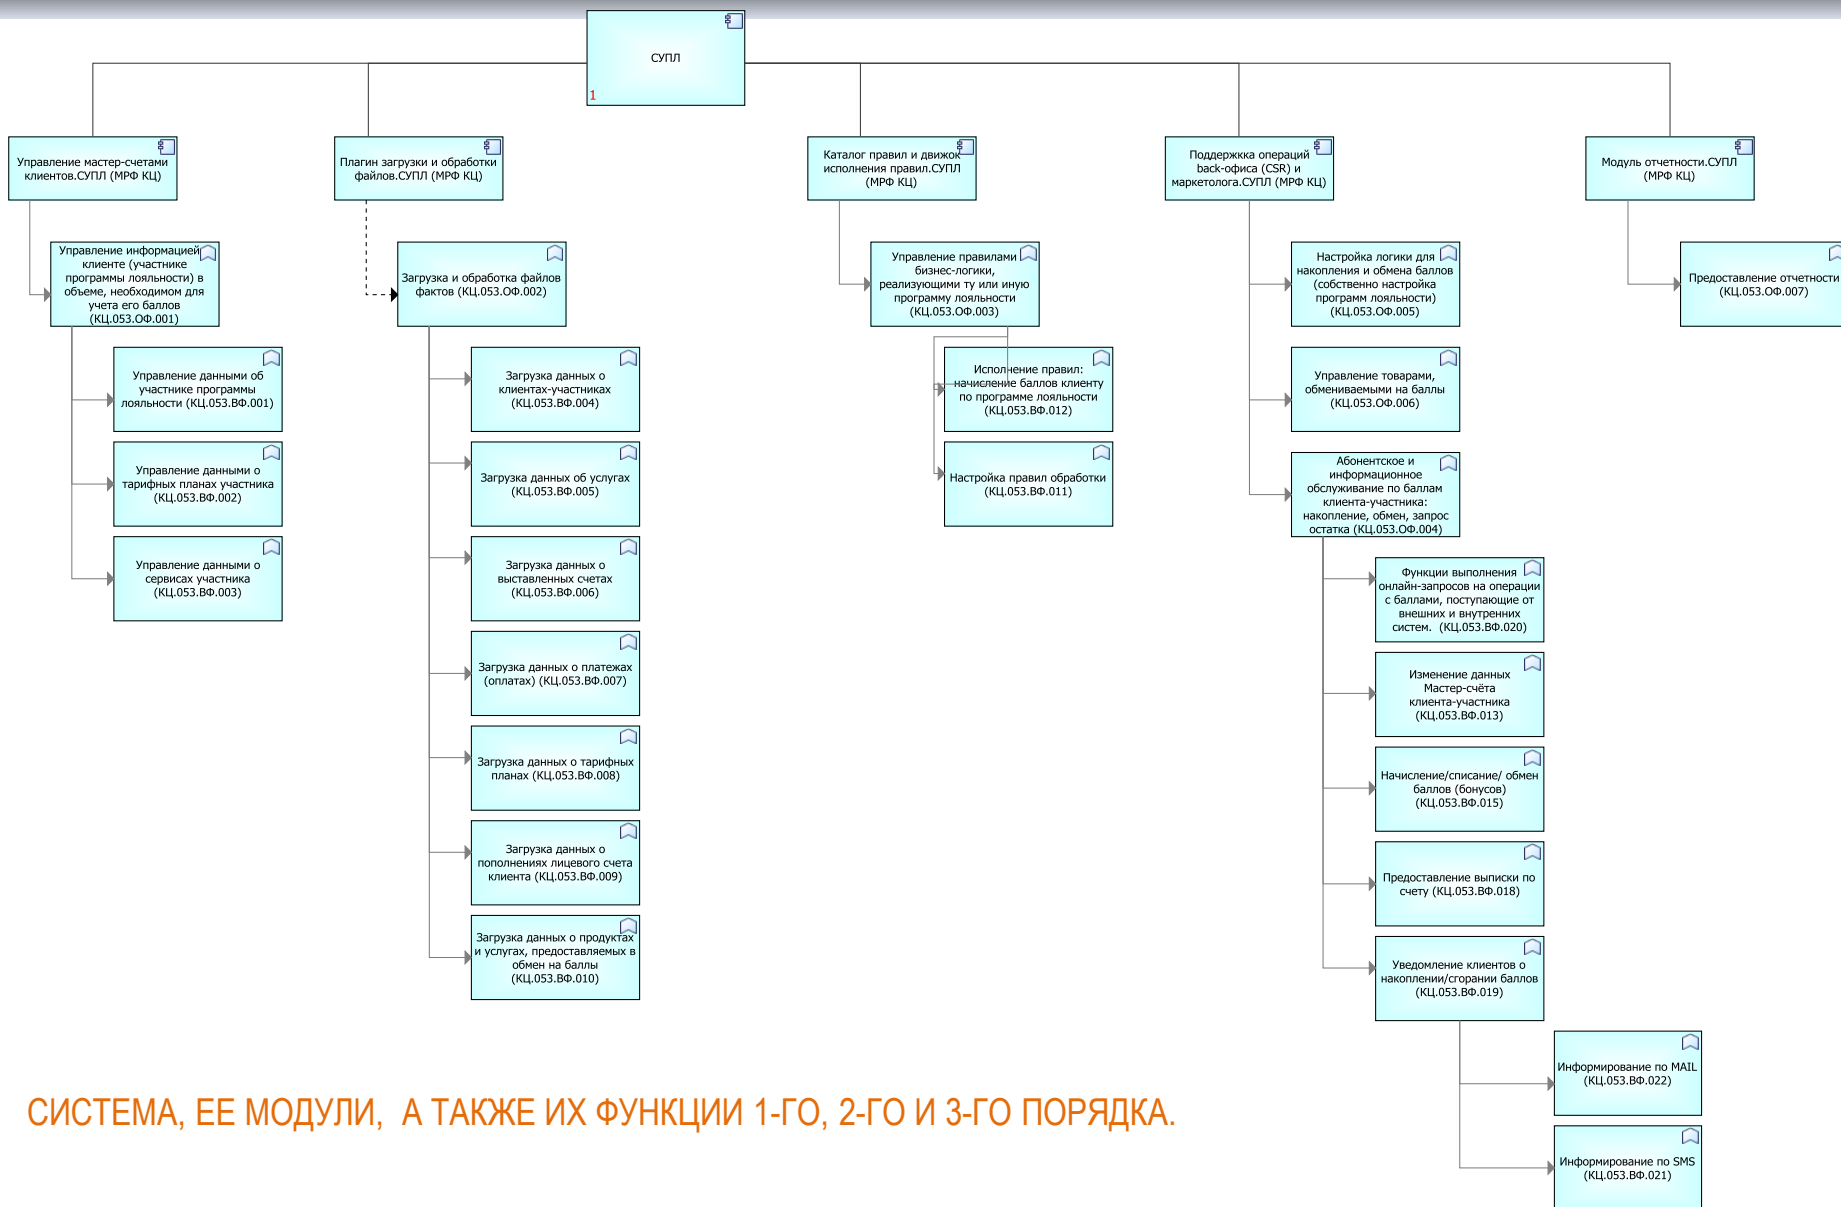 СУПЛ
1
Управление мастер-счетами
клиентов.СУПЛ (МРФ КЦ)
Плагин загрузки и обработки
файлов.СУПЛ (МРФ КЦ)
Каталог правил и движок
исполнения правил.СУПЛ
(МРФ КЦ)
Поддержкка операций
back-офиса (CSR) и
маркетолога.СУПЛ (МРФ КЦ)
Модуль отчетности.СУПЛ
(МРФ КЦ)
Управление информацией
клиенте (участнике
программы лояльности) в
объеме, необходимом для
учета его баллов
(КЦ.053.ОФ.001)
Управление данными об
участнике программы
лояльности (КЦ.053.ВФ.001)
Управление данными о
тарифных планах участника
(КЦ.053.ВФ.002)
Управление данными о
сервисах участника
(КЦ.053.ВФ.003)
Загрузка и обработка файлов
фактов (КЦ.053.ОФ.002)
Загрузка данных о
клиентах-участниках
(КЦ.053.ВФ.004)
Загрузка данных об услугах
(КЦ.053.ВФ.005)
Загрузка данных о
выставленных счетах
(КЦ.053.ВФ.006)
Загрузка данных о платежах
(оплатах) (КЦ.053.ВФ.007)
Загрузка данных о тарифных
планах (КЦ.053.ВФ.008)
Загрузка данных о
пополнениях лицевого счета
клиента (КЦ.053.ВФ.009)
Загрузка данных о продуктах
и услугах, предоставляемых в
обмен на баллы
(КЦ.053.ВФ.010)
Управление правилами
бизнес-логики,
реализующими ту или иную
программу лояльности
(КЦ.053.ОФ.003)
Исполнение правил:
начисление баллов клиенту
по программе лояльности
(КЦ.053.ВФ.012)
Настройка правил обработки
(КЦ.053.ВФ.011)
Настройка логики для
накопления и обмена баллов
(собственно настройка
программ лояльности)
(КЦ.053.ОФ.005)
Управление товарами,
обмениваемыми на баллы
(КЦ.053.ОФ.006)
Абонентское и
информационное
обслуживание по баллам
клиента-участника:
накопление, обмен, запрос
остатка (КЦ.053.ОФ.004)
Функции выполнения
онлайн-запросов на операции
с баллами, поступающие от
внешних и внутренних
систем.  (КЦ.053.ВФ.020)
Изменение данных
Мастер-счёта
клиента-участника
(КЦ.053.ВФ.013)
Начисление/списание/ обмен
баллов (бонусов)
(КЦ.053.ВФ.015)
Предоставление выписки по
счету (КЦ.053.ВФ.018)
Уведомление клиентов о
накоплении/сгорании баллов
(КЦ.053.ВФ.019)
Информирование по MAIL
(КЦ.053.ВФ.022)
Информирование по SMS
(КЦ.053.ВФ.021)
Предоставление отчетности
(КЦ.053.ОФ.007)
СИСТЕМА, ЕЕ МОДУЛИ,  А ТАКЖЕ ИХ ФУНКЦИИ 1-ГО, 2-ГО И 3-ГО ПОРЯДКА.